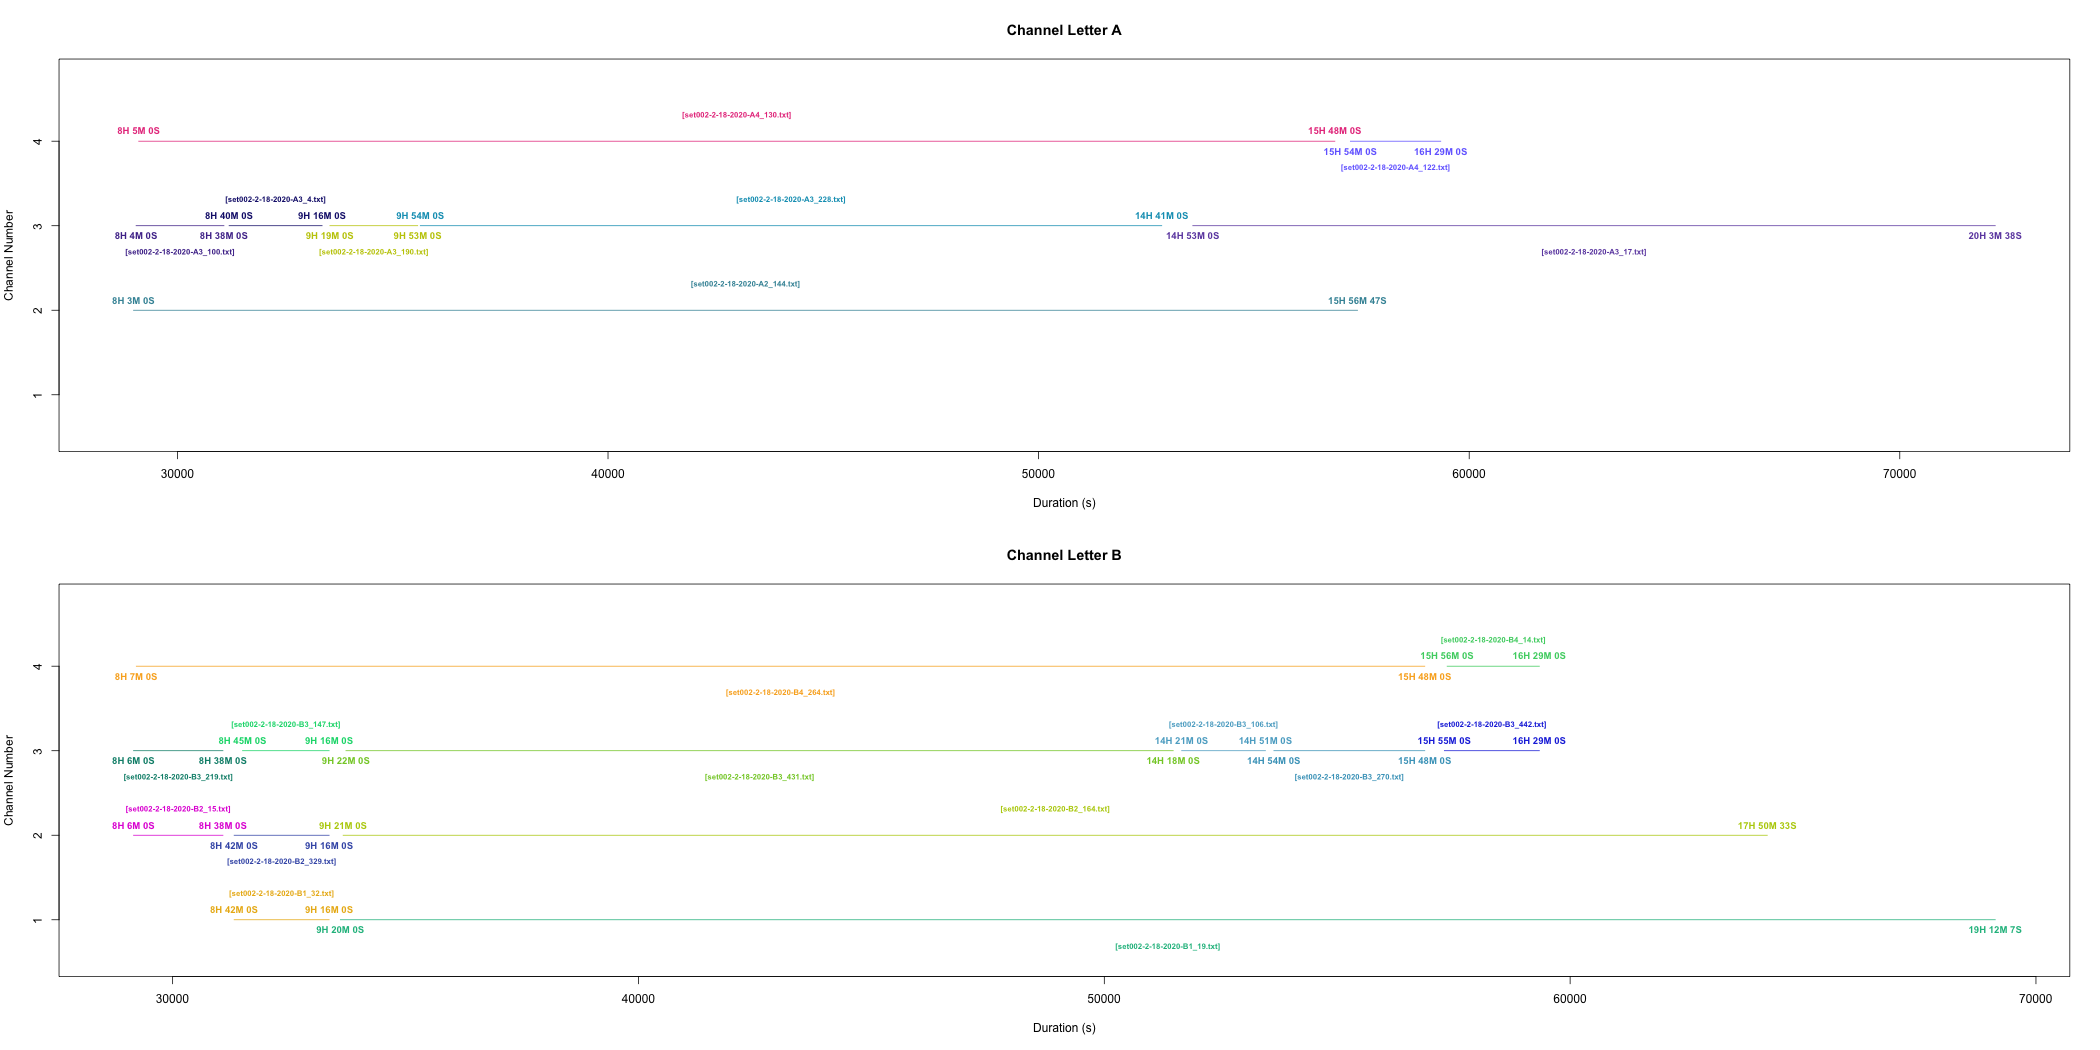 Channel Letter A
[set002-2-18-2020-A4_130.txt]
8H 5M 0S 15H 48M 0S
4
15H 54M 0S 16H 29M 0S
[set002-2-18-2020-A4_122.txt]
[set002-2-18-2020-A3_4.txt] [set002-2-18-2020-A3_228.txt]
8H 40M 0S 9H 16M 0S 9H 54M 0S 14H 41M 0S
3
8H 4M 0S 8H 38M 0S 9H 19M 0S 9H 53M 0S 14H 53M 0S 20H 3M 38S
[set002-2-18-2020-A3_100.txt] [set002-2-18-2020-A3_190.txt] [set002-2-18-2020-A3_17.txt]
Channel Number
[set002-2-18-2020-A2_144.txt]
8H 3M 0S 15H 56M 47S
2
1
30000 40000 50000 60000 70000
Duration (s)
Channel Letter B
[set002-2-18-2020-B4_14.txt]
15H 56M 0S 16H 29M 0S
4
8H 7M 0S 15H 48M 0S
[set002-2-18-2020-B4_264.txt]
[set002-2-18-2020-B3_147.txt] [set002-2-18-2020-B3_106.txt] [set002-2-18-2020-B3_442.txt]
8H 45M 0S 9H 16M 0S 14H 21M 0S 14H 51M 0S 15H 55M 0S 16H 29M 0S
3
8H 6M 0S 8H 38M 0S 9H 22M 0S 14H 18M 0S 14H 54M 0S 15H 48M 0S
[set002-2-18-2020-B3_219.txt] [set002-2-18-2020-B3_431.txt] [set002-2-18-2020-B3_270.txt]
Channel Number
[set002-2-18-2020-B2_15.txt] [set002-2-18-2020-B2_164.txt]
8H 6M 0S 8H 38M 0S 9H 21M 0S 17H 50M 33S
2
8H 42M 0S 9H 16M 0S
[set002-2-18-2020-B2_329.txt]
[set002-2-18-2020-B1_32.txt]
8H 42M 0S 9H 16M 0S
1
9H 20M 0S 19H 12M 7S
[set002-2-18-2020-B1_19.txt]
30000 40000 50000 60000 70000
Duration (s)